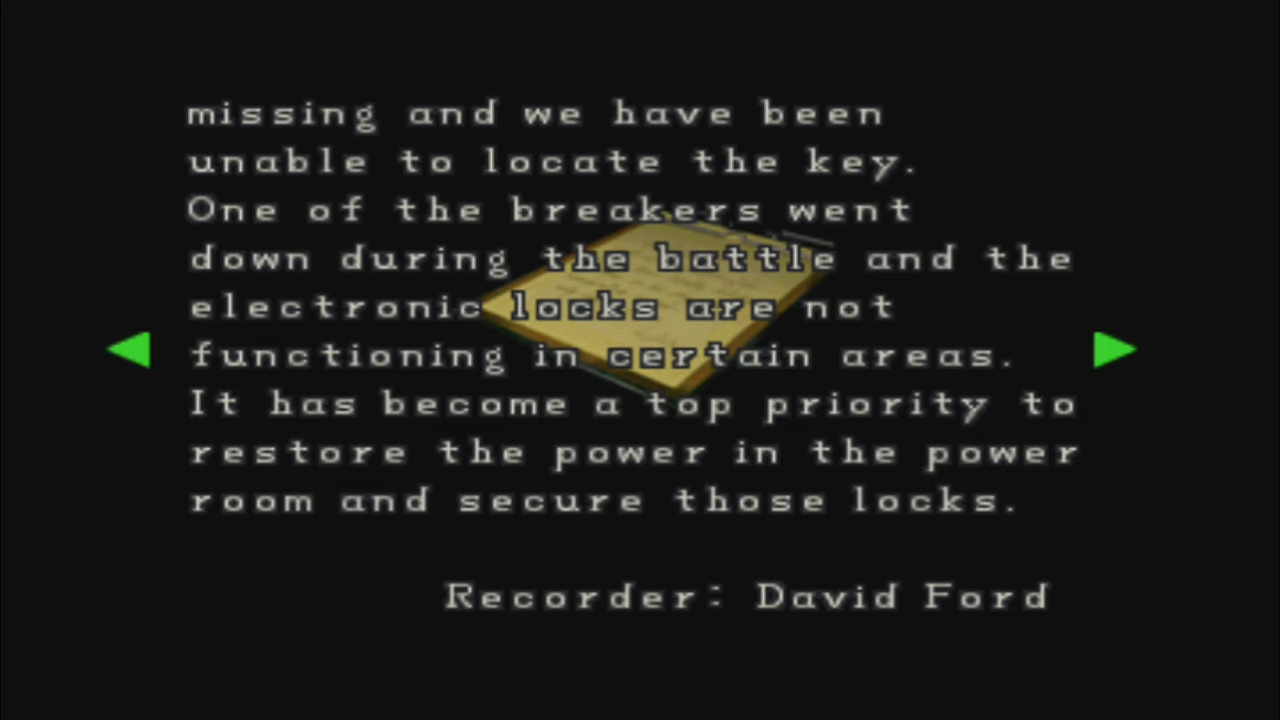 missing and we have been
unable to locate the key.
One of the breakers went
down during the battle and the
electronic locks are not
functioning in certain areas.
It has become a top priority to
restore the power in the power
room and secure those locks.
Recorder: David Ford